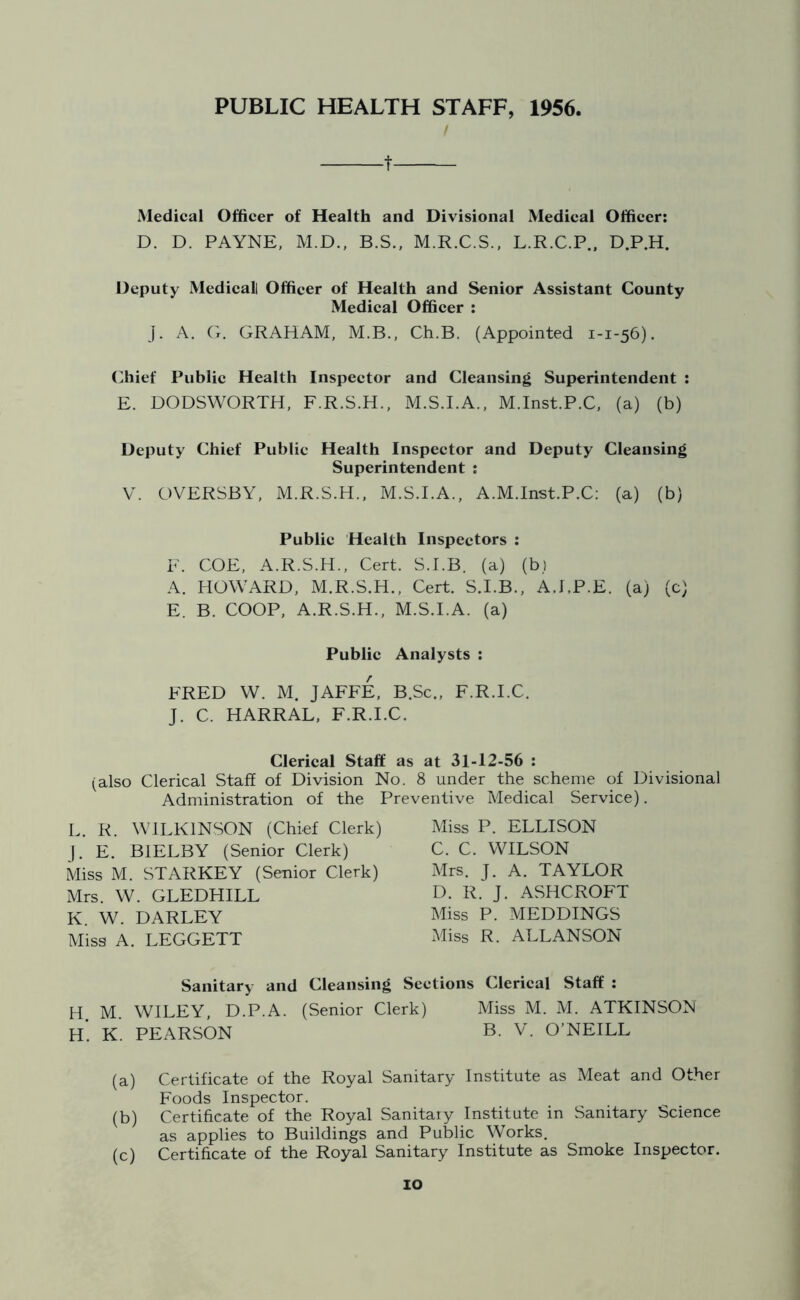 PUBLIC HEALTH STAFF, 1956.
†
Medical Officer of Health and Divisional Medical Officer:
D. D. PAYNE, M.D., B.S., M.R.C.S., L.R.C.P., D.P.H.
Deputy Medical Officer of Health and Senior Assistant County
Medical Officer :
J. A. G. GRAHAM, M.B., Ch.B. (Appointed 1-1-56).
Chief Public Health Inspector and Cleansing Superintendent :
E. DODSWORTH, F.R.S.H., M.S.I.A., M.Inst.P.C, (a) (b)
Deputy Chief Public Health Inspector and Deputy Cleansing
Superintendent :
V. OVERSBY, M.R.S.H., M.S.I.A., A.M.Inst.P.C: (a) (b)
Public Health Inspectors :
F. COE, A.R.S.H., Cert. S.I.B. (a) (b)
A. HOWARD, M.R.S.H., Cert. S.I.B., A.I.P.E. (a) (c)
E. B. COOP, A.R.S.H., M.S.I.A. (a)
Public Analysts :
FRED W. M. JAFFÉ, B.Sc., F.R.I.C.
J. C. HARRAL, F.R.I.C.
Clerical Staff as at 31-12-56 :
(also Clerical Staff of Division No. 8 under the scheme of Divisional
Administration of the Preventive Medical Service).
L. R. WILKINSON (Chief Clerk)
J. E. BIELBY (Senior Clerk)
Miss M. STARKEY (Senior Clerk)
Mrs. W. GLEDHILL
K. W. DARLEY
Miss A. LEGGETT
Miss P. ELLISON
C. C. WILSON
Mrs. J. A. TAYLOR
D. R. J. ASHCROFT
Miss P. MEDDINGS
Miss R. ALLANSON
Sanitary and Cleansing Sections Clerical Staff :
H. M. WILEY, D.P.A. (Senior Clerk) Miss M. M. ATKINSON
H. K. PEARSON B. V. O'NEILL
(a) Certificate of the Royal Sanitary Institute as Meat and Other
Foods Inspector.
(b) Certificate of the Royal Sanitary Institute in Sanitary Science
as applies to Buildings and Public Works.
(c) Certificate of the Royal Sanitary Institute as Smoke Inspector.
10